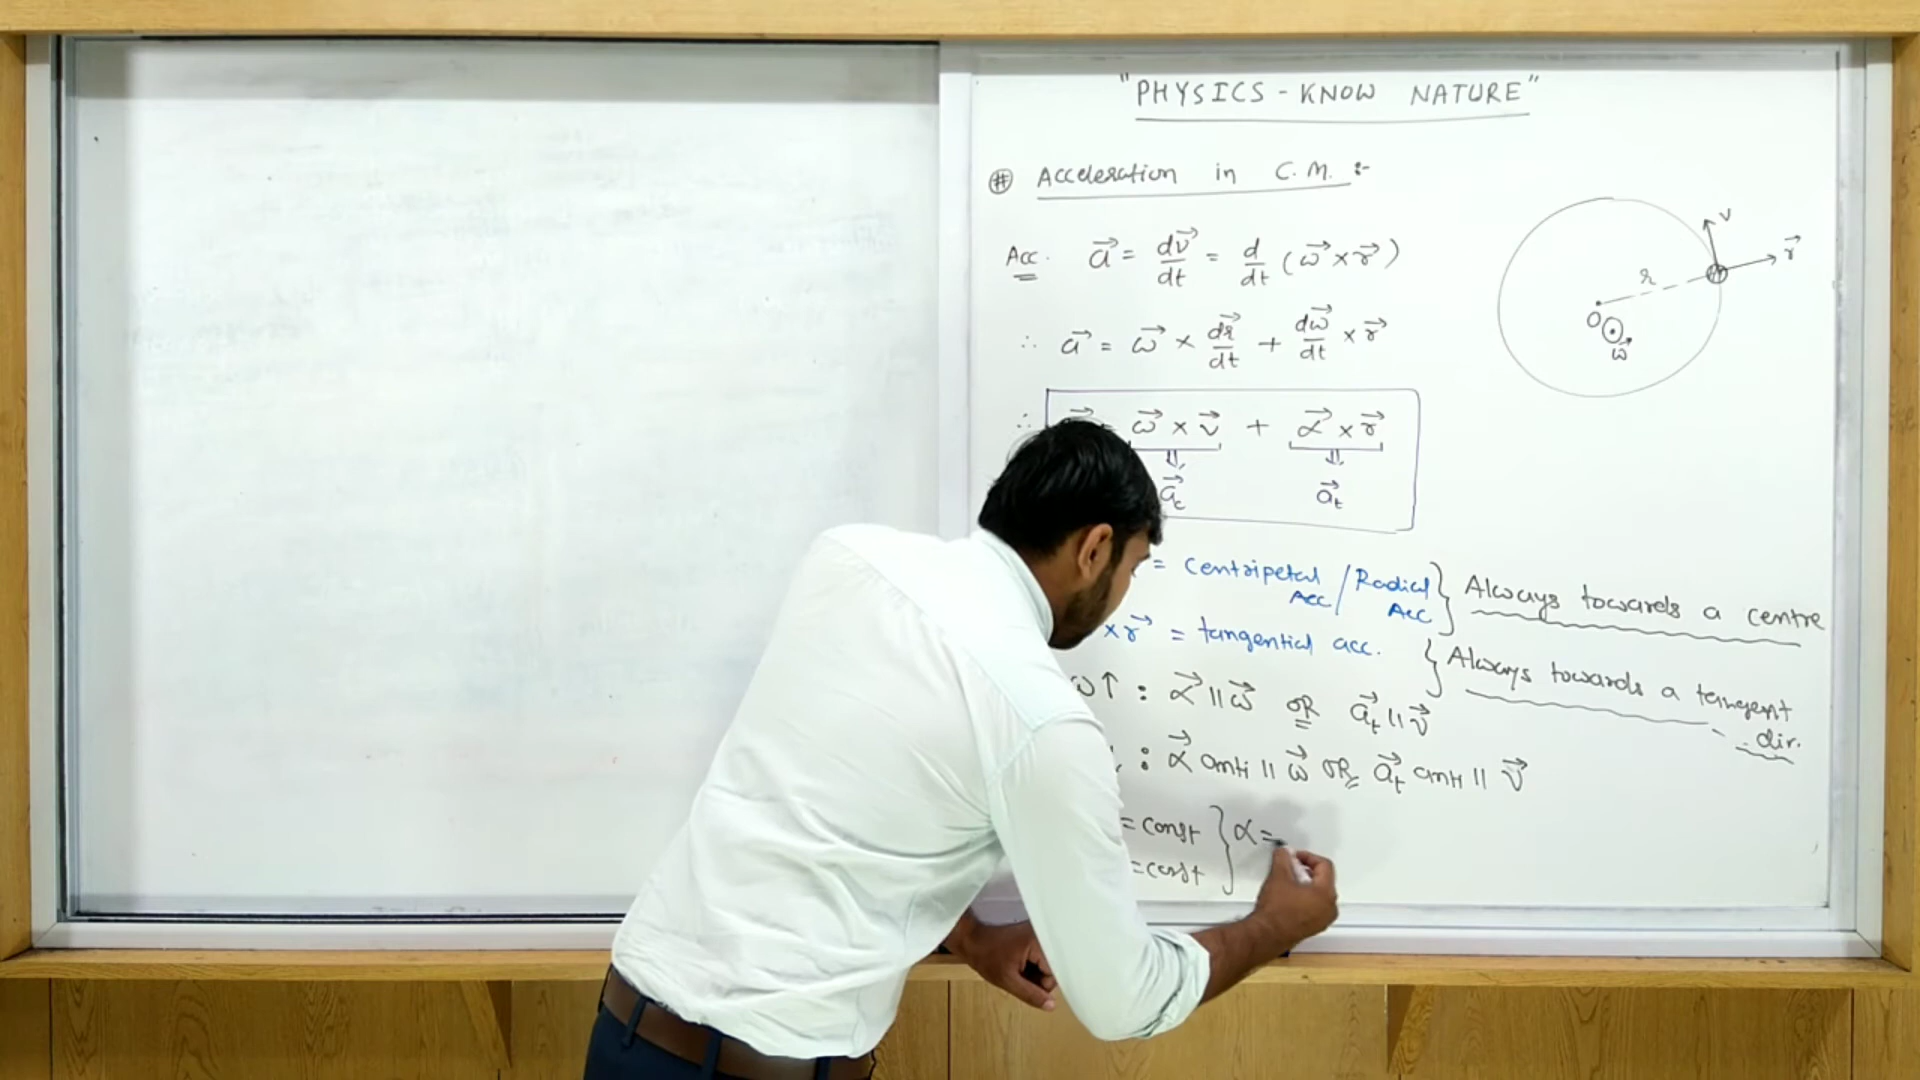 "PHYSICS - KNOW NATURE"
# Acceleration in C.M. :-
Acc. a⃗ = dv⃗/dt = d/dt (ω⃗ × r⃗)
∴ a⃗ = ω⃗ × dr⃗/dt + dω⃗/dt × r⃗
∴ = ω⃗ × v⃗ + α⃗ × r⃗
⇓ ⇓
a⃗c a⃗t
= Centripetal Acc / Radial Acc } Always towards a centre
× r⃗ = tangential acc. } Always towards a tangent dir.
ω↑ : α⃗ || ω⃗ OR a⃗t || v⃗
: α⃗ anti || ω⃗ OR a⃗t anti || v⃗
= const } α =
= const
v
r⃗
r
O
ω⃗